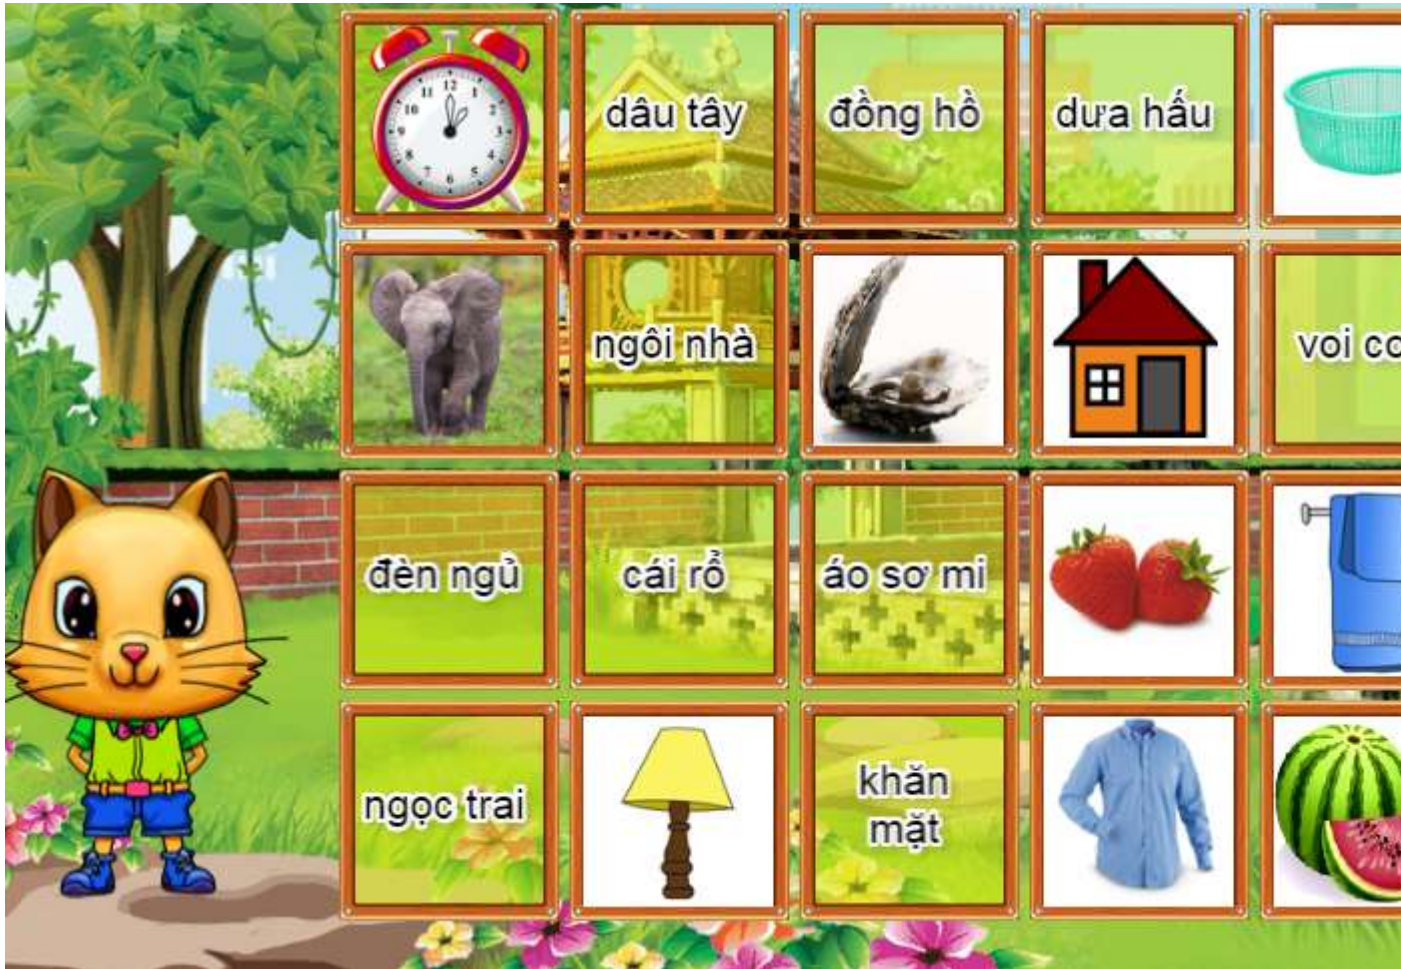 dâu tây
đồng hồ
dưa hấu
ngôi nhà
voi
đèn ngủ
cái rổ
áo sơ mi
ngọc trai
khăn
mặt